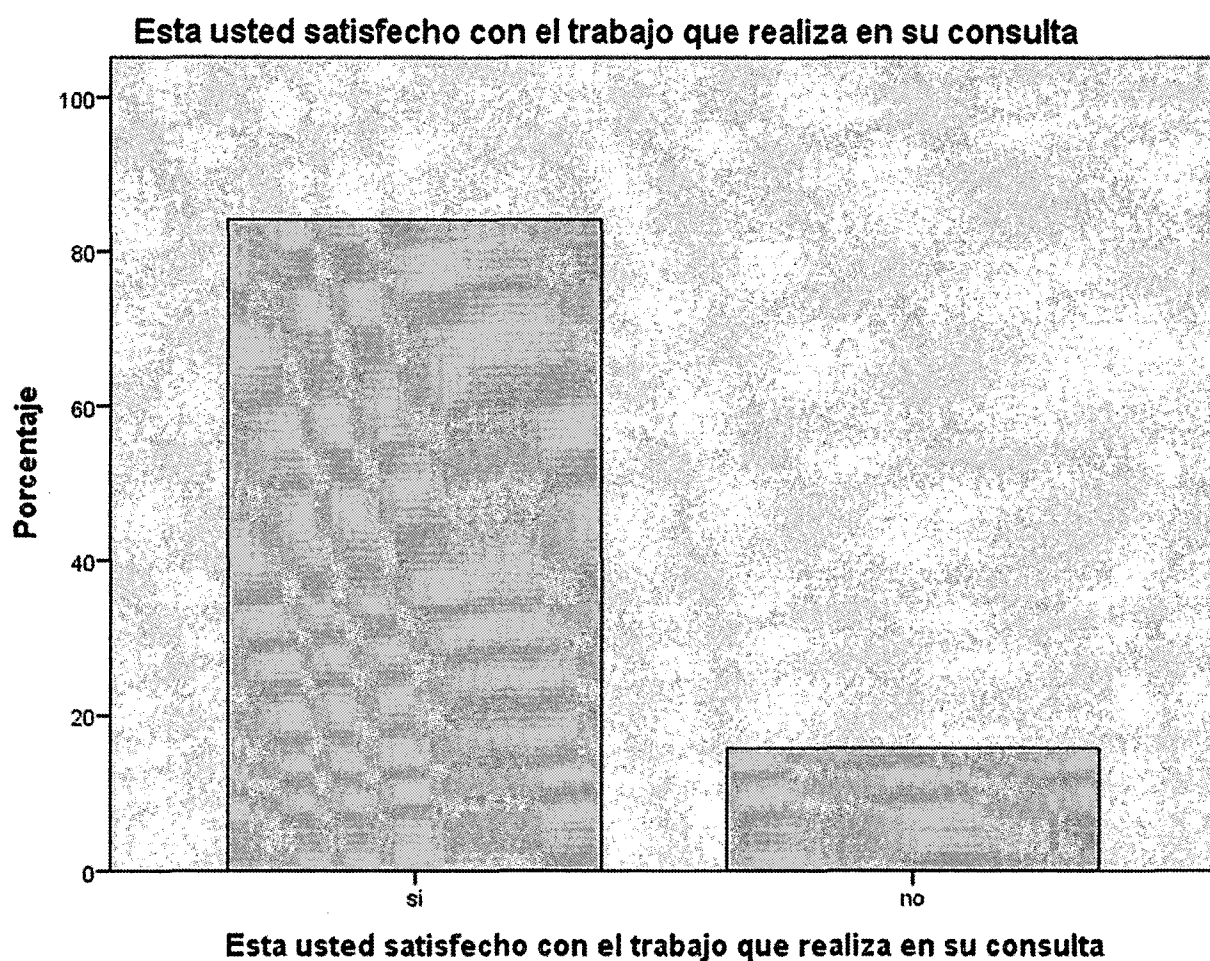 Esta usted satisfecho con el trabajo que realiza en su consulta
100
80
60
40
20
0
Porcentaje
si
no
Esta usted satisfecho con el trabajo que realiza en su consulta